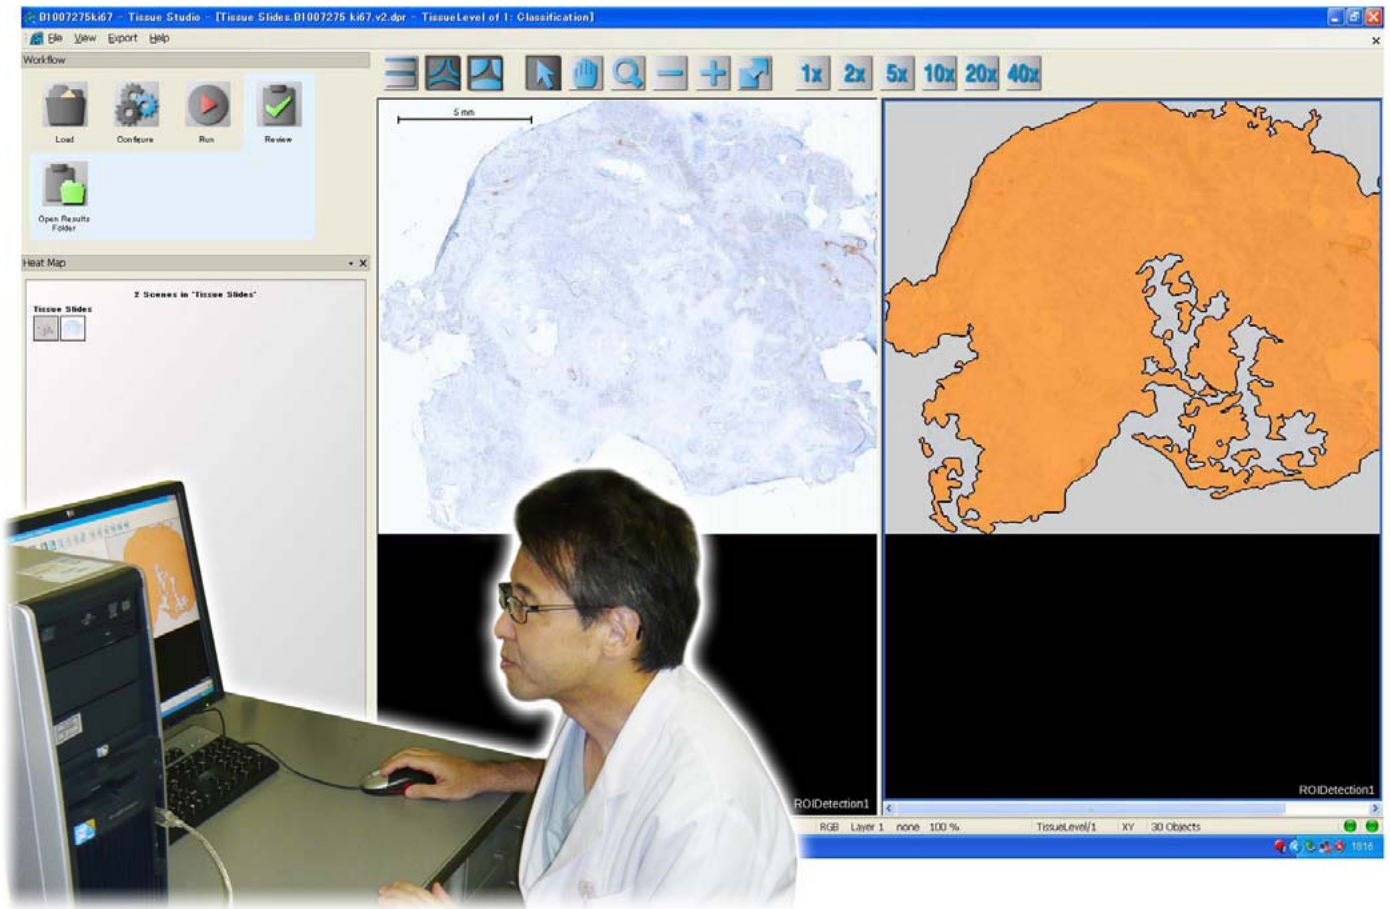 B1007275ki67 - Tissue Studio - [Tissue Slides.B1007275 ki67.v2.dpr - TissueLevel of 1: Classification]
File View Export Help
Workflow
1x 2x 5x 10x 20x 40x
Load Configure Run Review
Open Results
Folder
5 mm
Heat Map
2 Scenes in 'Tissue Slides'
Tissue Slides
ROIDetection1
ROIDetection1
RGB Layer 1 none 100 % TissueLevel/1 XY 30 Objects
18:16